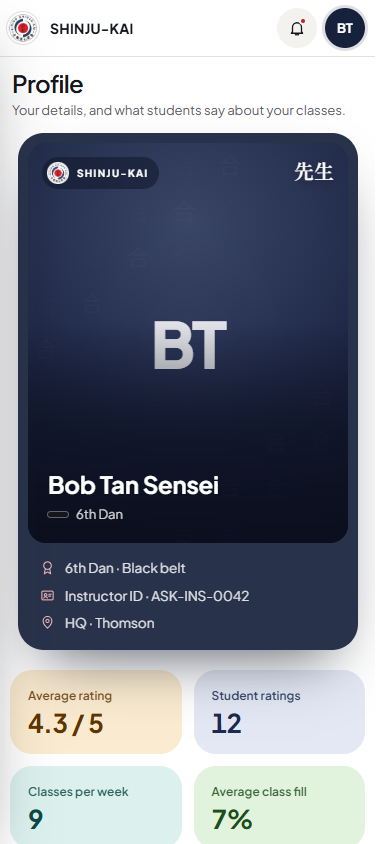 SHINJU-KAI
BT
Profile
Your details, and what students say about your classes.
SHINJU-KAI
先生
BT
Bob Tan Sensei
6th Dan
6th Dan · Black belt
Instructor ID · ASK-INS-0042
HQ · Thomson
Average rating
4.3 / 5
Student ratings
12
Classes per week
9
Average class fill
7%